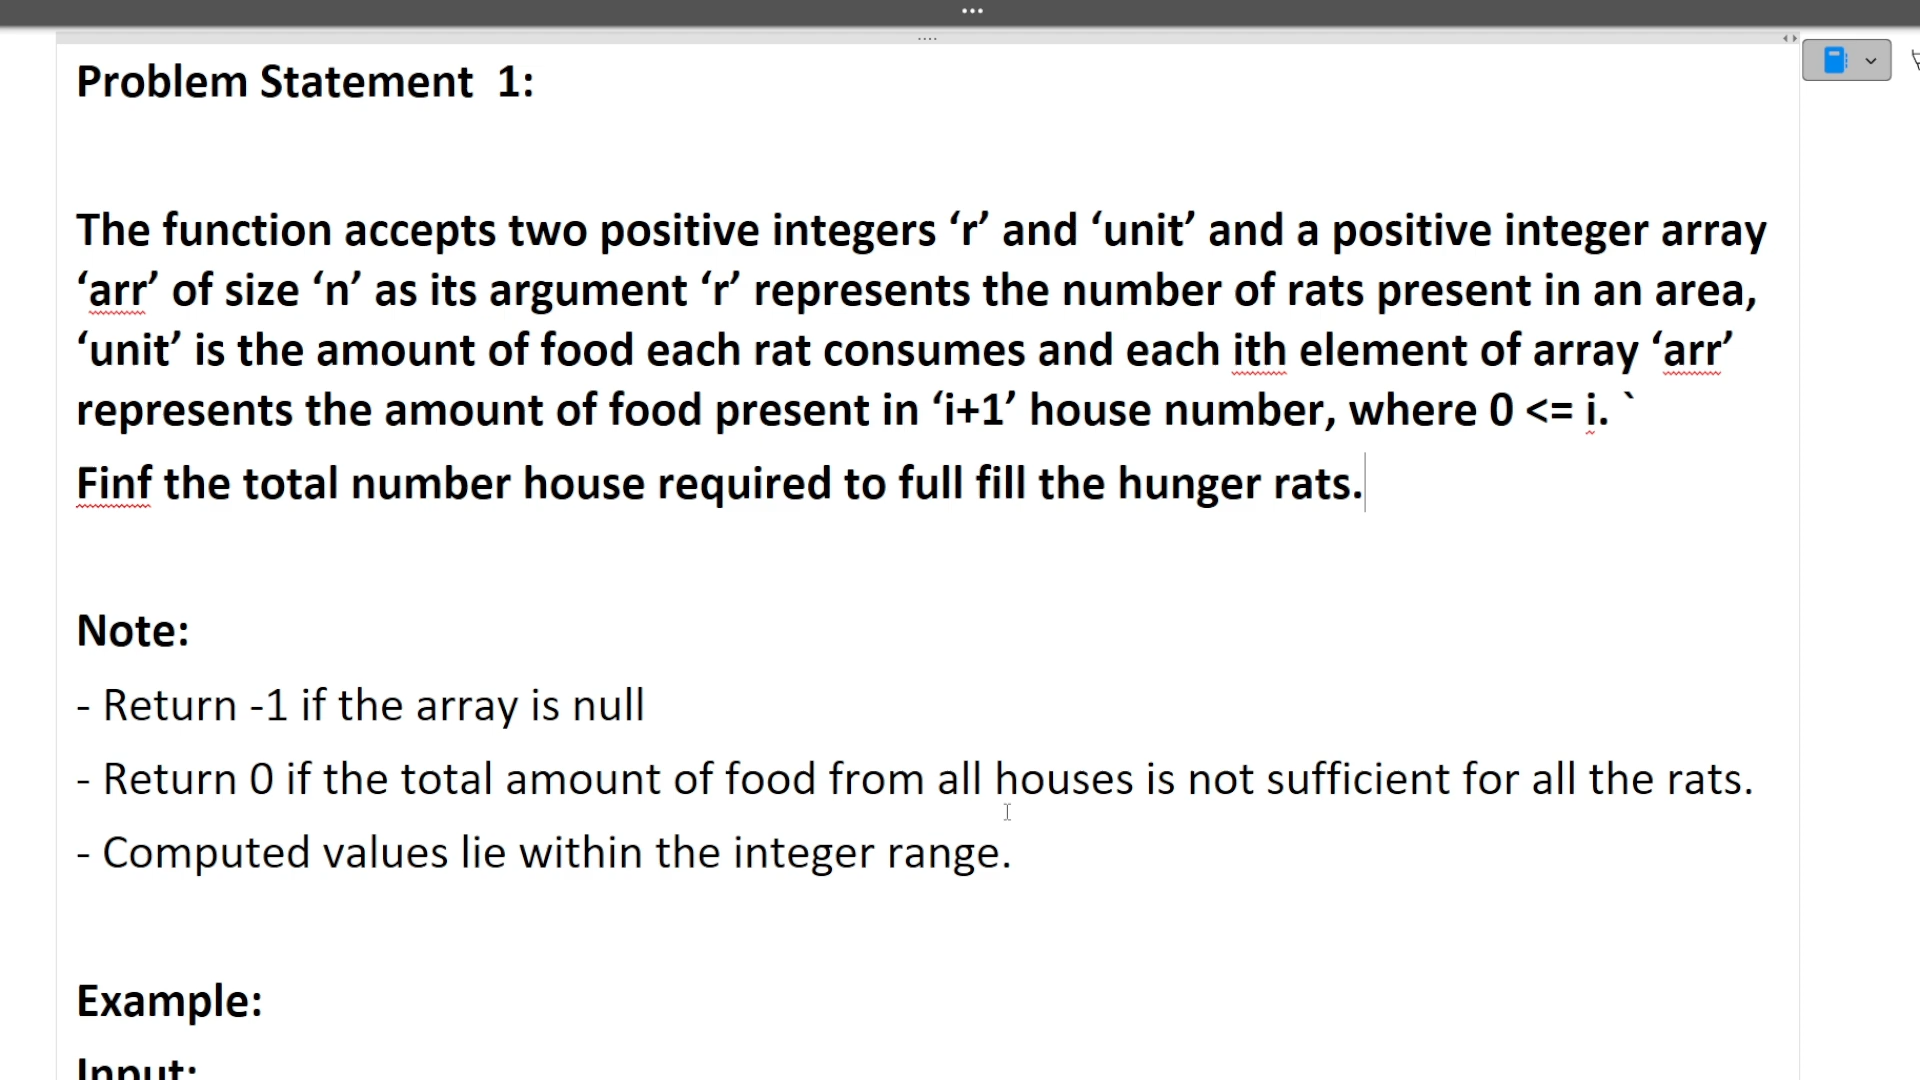 Problem Statement  1:
The function accepts two positive integers ‘r’ and ‘unit’ and a positive integer array
‘arr’ of size ‘n’ as its argument ‘r’ represents the number of rats present in an area,
‘unit’ is the amount of food each rat consumes and each ith element of array ‘arr’
represents the amount of food present in ‘i+1’ house number, where 0 <= i. `
Finf the total number house required to full fill the hunger rats.
Note:
- Return -1 if the array is null
- Return 0 if the total amount of food from all houses is not sufficient for all the rats.
- Computed values lie within the integer range.
Example:
Input: